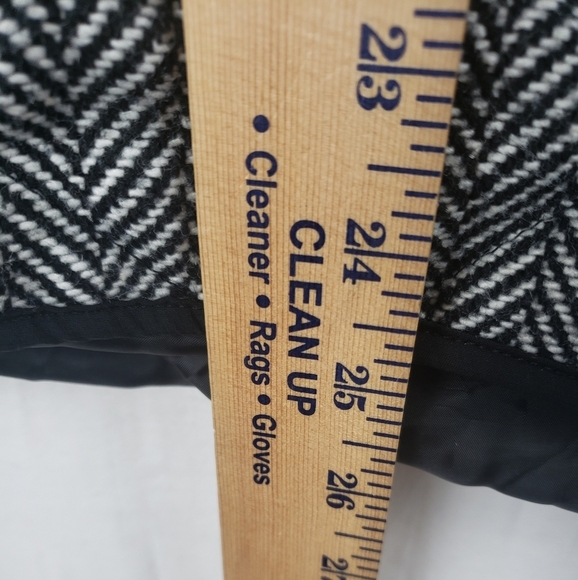 23
24
25
26
CLEAN UP
• Cleaner • Rags • Gloves